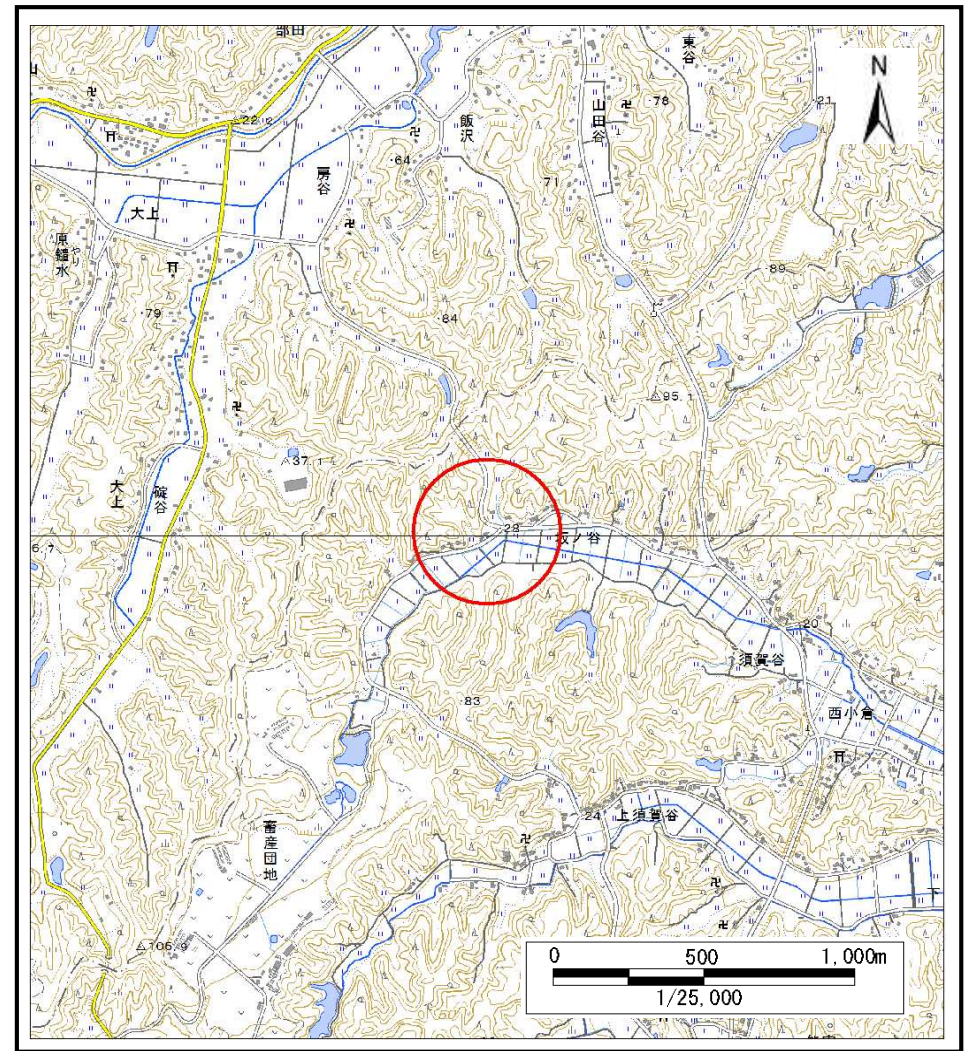 部田
東谷
N
山田谷
78
21
22.2
飯沢
64
房谷
71
大上
原鑓水
やり
89
79
84
95.1
37.1
大上
碇谷
28
坂ノ谷
20
須賀谷
西小倉
83
24
上須賀谷
畜産団地
下
106.9
0 500 1,000m
1/25,000